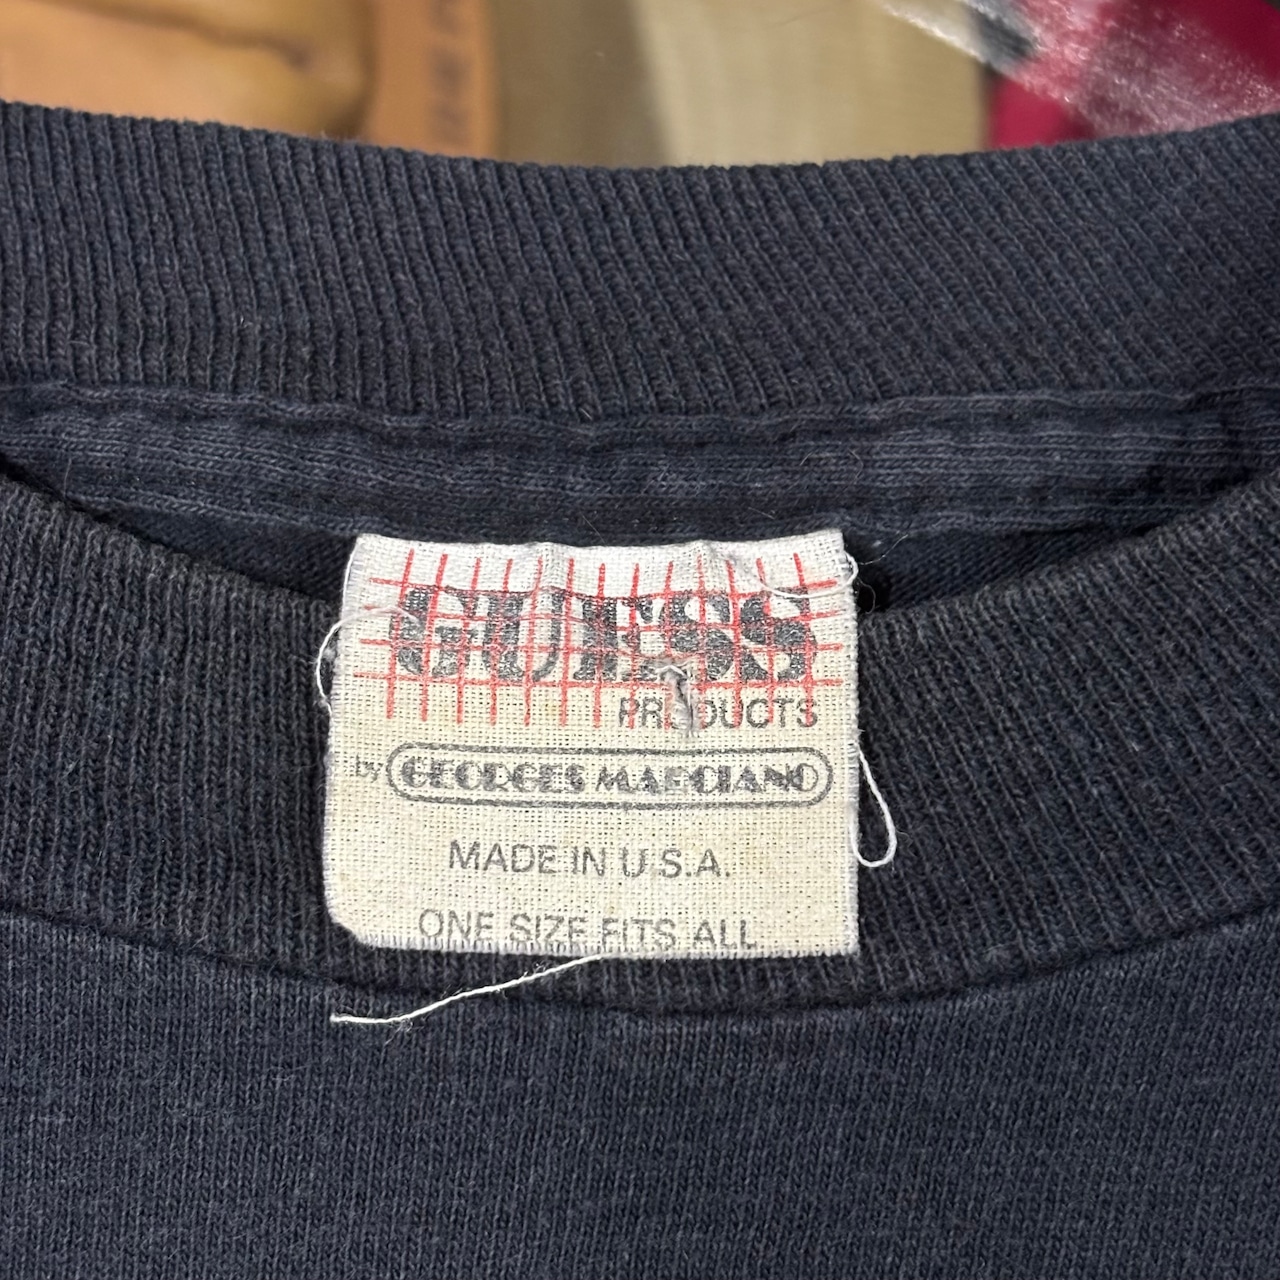 GUESS
PRODUCTS
by GEORGES MARCIANO
MADE IN U.S.A.
ONE SIZE FITS ALL